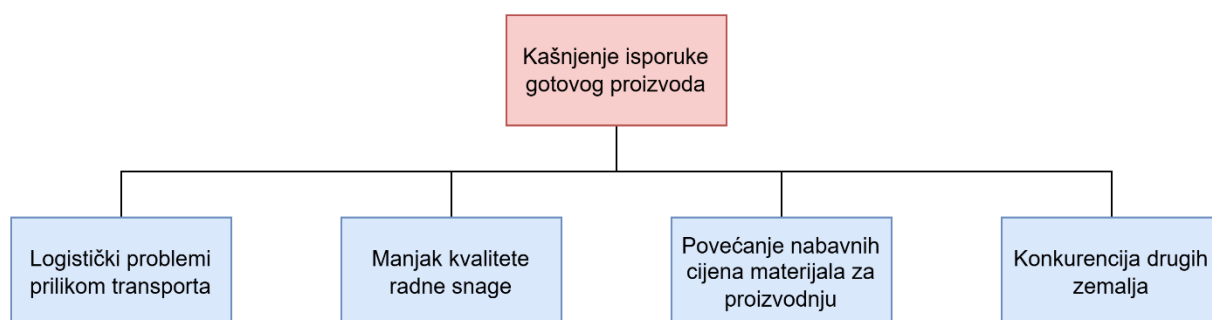 Kašnjenje isporuke
gotovog proizvoda
Logistički problemi
prilikom transporta
Manjak kvalitete
radne snage
Povećanje nabavnih
cijena materijala za
proizvodnju
Konkurencija drugih
zemalja